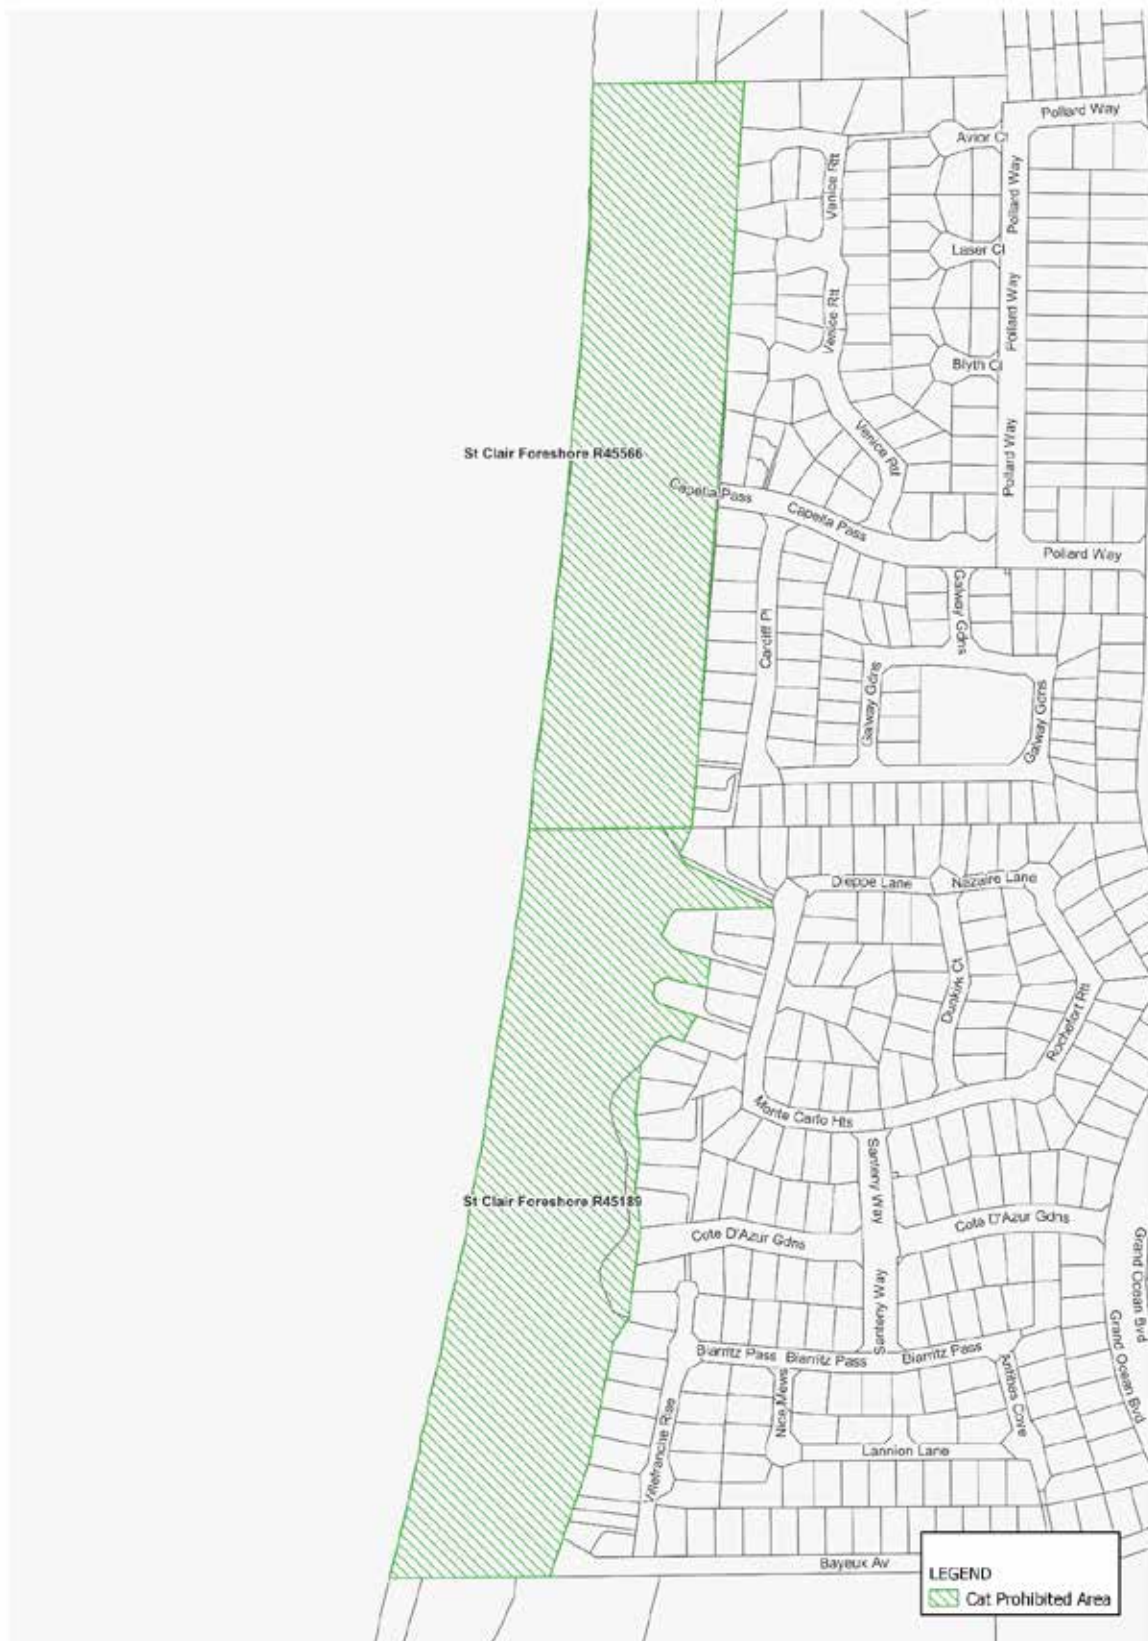 Pollard Way
Avior Cl
Venice Rtt
Pollard Way
Laser Cl
Venice Rtt
Pollard Way
Blyth Cl
St Clair Foreshore R45566
Venice Rtt
Pollard Way
Capella Pass
Capella Pass
Pollard Way
Galway Gdns
Cardiff Pl
Galway Gdns
Galway Gdns
Dieppe Lane
Nazaire Lane
Dunkirk Ct
Rochefort Rtt
Monte Carlo Hts
Santeny Way
St Clair Foreshore R45189
Cote D'Azur Gdns
Cote D'Azur Gdns
Grand Ocean Blvd
Santeny Way
Biarritz Pass
Biarritz Pass
Biarritz Pass
Grand Ocean Blvd
Antibes Cove
Nice Mews
Villefranche Rise
Lannion Lane
Bayeux Av
LEGEND
Cat Prohibited Area